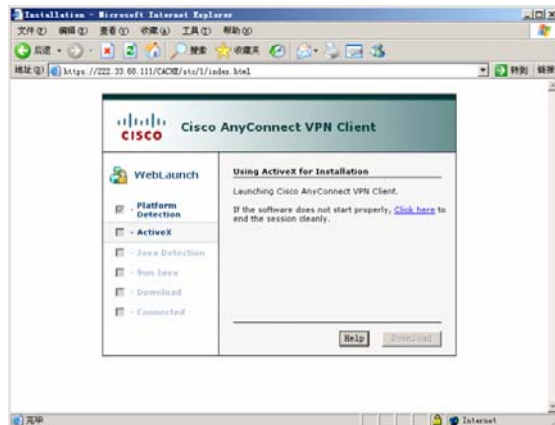 Installation - Microsoft Internet Explorer
文件(F) 编辑(E) 查看(V) 收藏(A) 工具(T) 帮助(H)
后退 搜索 收藏夹
地址(D) https://222.33.68.111/CACHE/stc/1/index.html 转到 链接
CISCO
Cisco AnyConnect VPN Client
WebLaunch
- Platform Detection
- ActiveX
- Java Detection
- Sun Java
- Download
- Connected
Using ActiveX for Installation
Launching Cisco AnyConnect VPN Client.
If the software does not start properly, Click here to
end the session cleanly.
Help Download
完毕 Internet